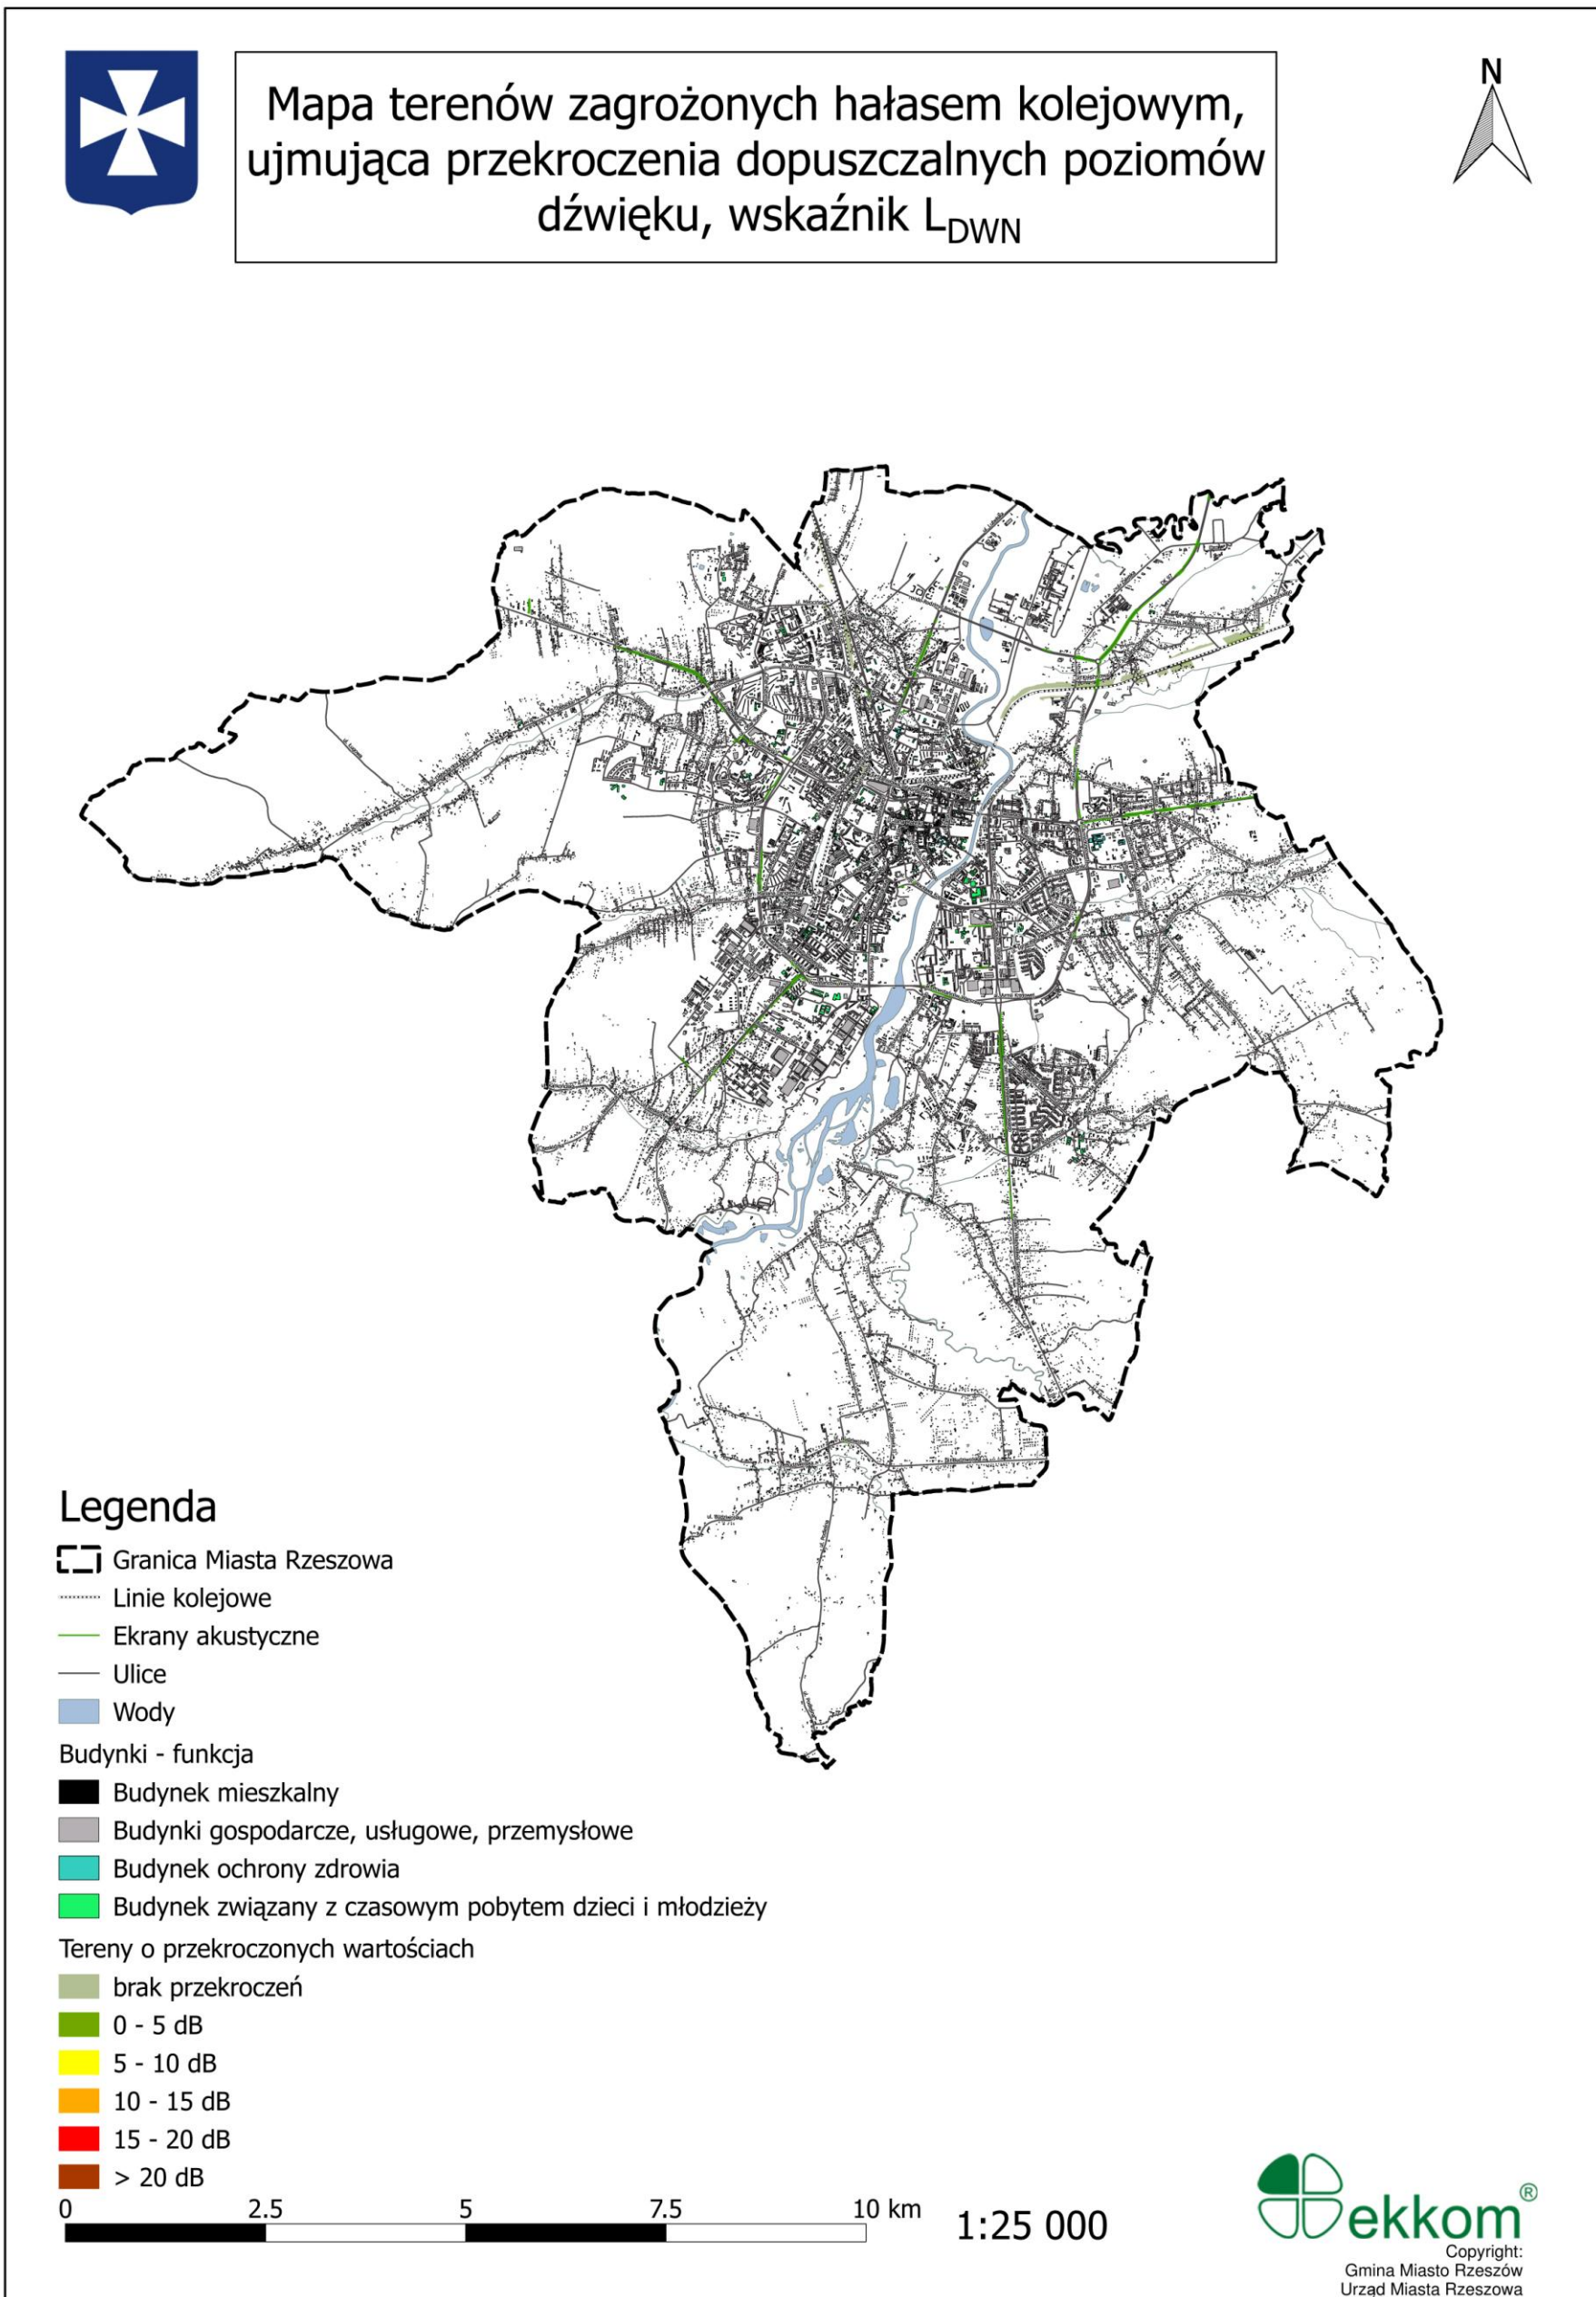 Mapa terenów zagrożonych hałasem kolejowym,
ujmująca przekroczenia dopuszczalnych poziomów
dźwięku, wskaźnik LDWN
N
Legenda
Granica Miasta Rzeszowa
Linie kolejowe
Ekrany akustyczne
Ulice
Wody
Budynki - funkcja
Budynek mieszkalny
Budynki gospodarcze, usługowe, przemysłowe
Budynek ochrony zdrowia
Budynek związany z czasowym pobytem dzieci i młodzieży
Tereny o przekroczonych wartościach
brak przekroczeń
0 - 5 dB
5 - 10 dB
10 - 15 dB
15 - 20 dB
> 20 dB
0 2.5 5 7.5 10 km
1:25 000
ekkom®
Copyright:
Gmina Miasto Rzeszów
Urząd Miasta Rzeszowa